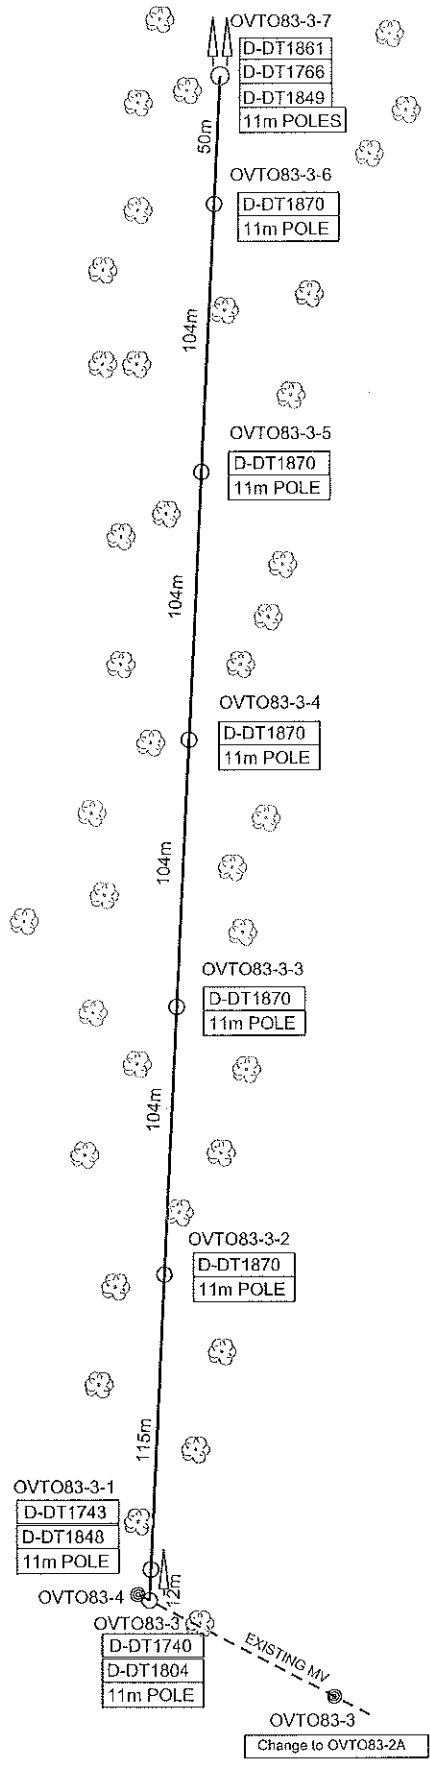 OVTO83-3-7
D-DT1861
D-DT1766
D-DT1849
11m POLES
50m
OVTO83-3-6
D-DT1870
11m POLE
104m
OVTO83-3-5
D-DT1870
11m POLE
104m
OVTO83-3-4
D-DT1870
11m POLE
104m
OVTO83-3-3
D-DT1870
11m POLE
104m
OVTO83-3-2
D-DT1870
11m POLE
115m
OVTO83-3-1
D-DT1743
D-DT1848
11m POLE
12m
OVTO83-4
OVTO83-3
D-DT1740
D-DT1804
11m POLE
EXISTING MV
OVTO83-3
Change to OVTO83-2A